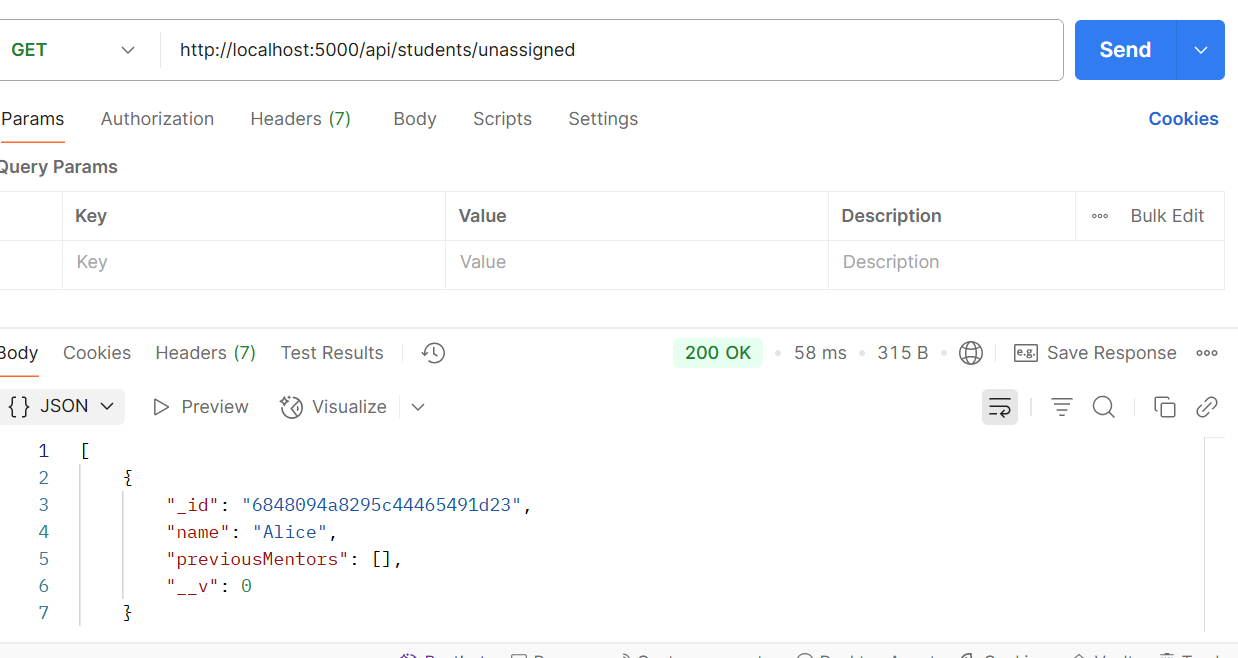 GET http://localhost:5000/api/students/unassigned Send
Params Authorization Headers (7) Body Scripts Settings Cookies
Query Params
Key Value Description Bulk Edit
Key Value Description
Body Cookies Headers (7) Test Results 200 OK 58 ms 315 B e.g. Save Response
{} JSON Preview Visualize
1 [
2 {
3 "_id": "6848094a8295c44465491d23",
4 "name": "Alice",
5 "previousMentors": [],
6 "__v": 0
7 }